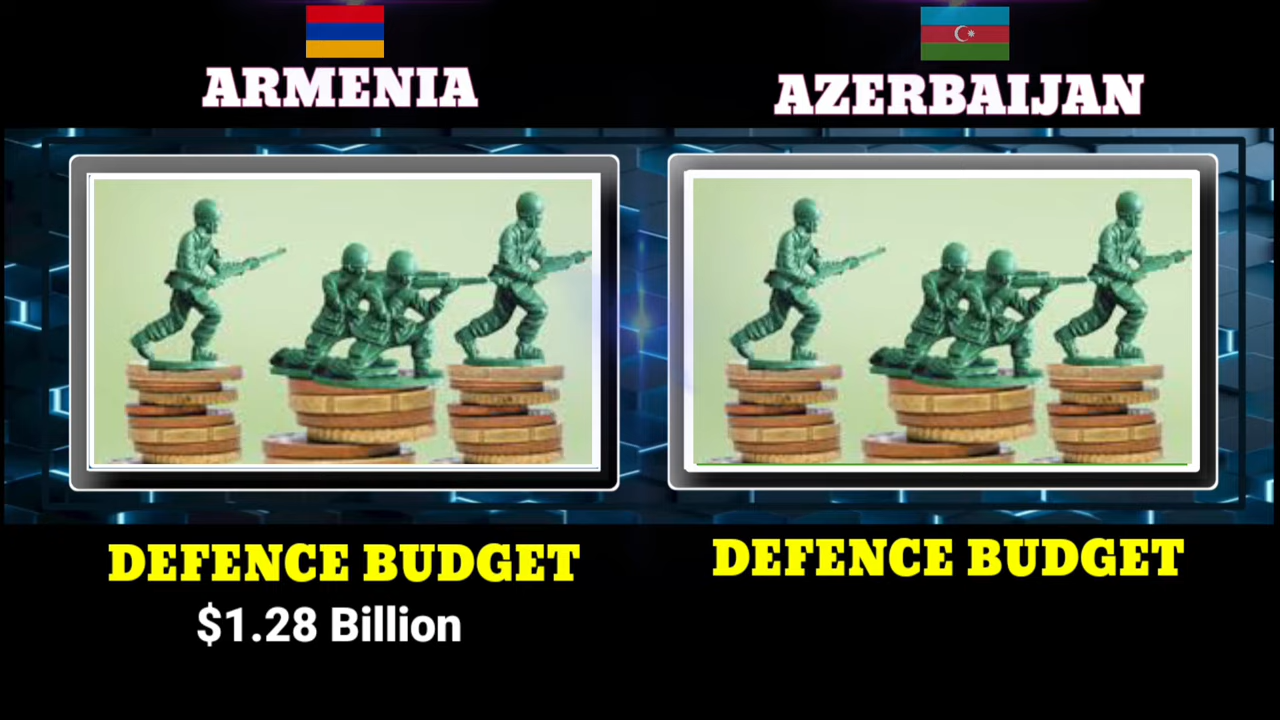 ARMENIA
AZERBAIJAN
DEFENCE BUDGET
$1.28 Billion
DEFENCE BUDGET